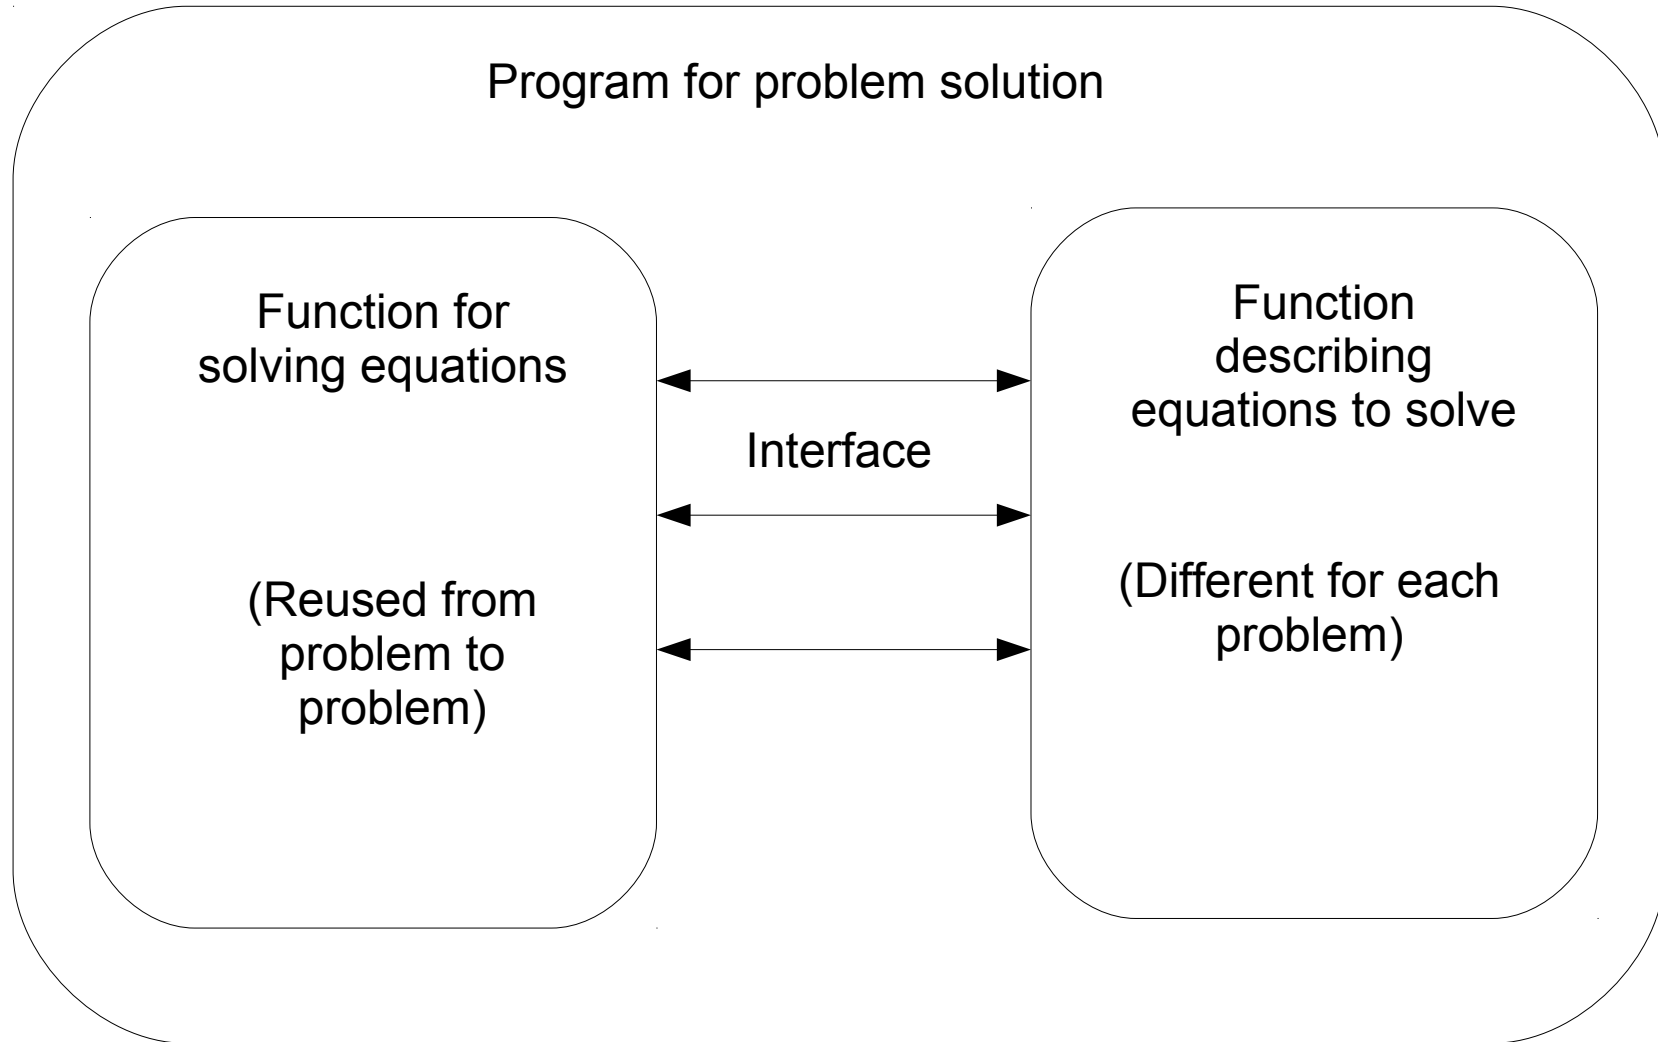 Program for problem solution
Function for
solving equations
(Reused from
problem to
problem)
Interface
Function
describing
equations to solve
(Different for each
problem)